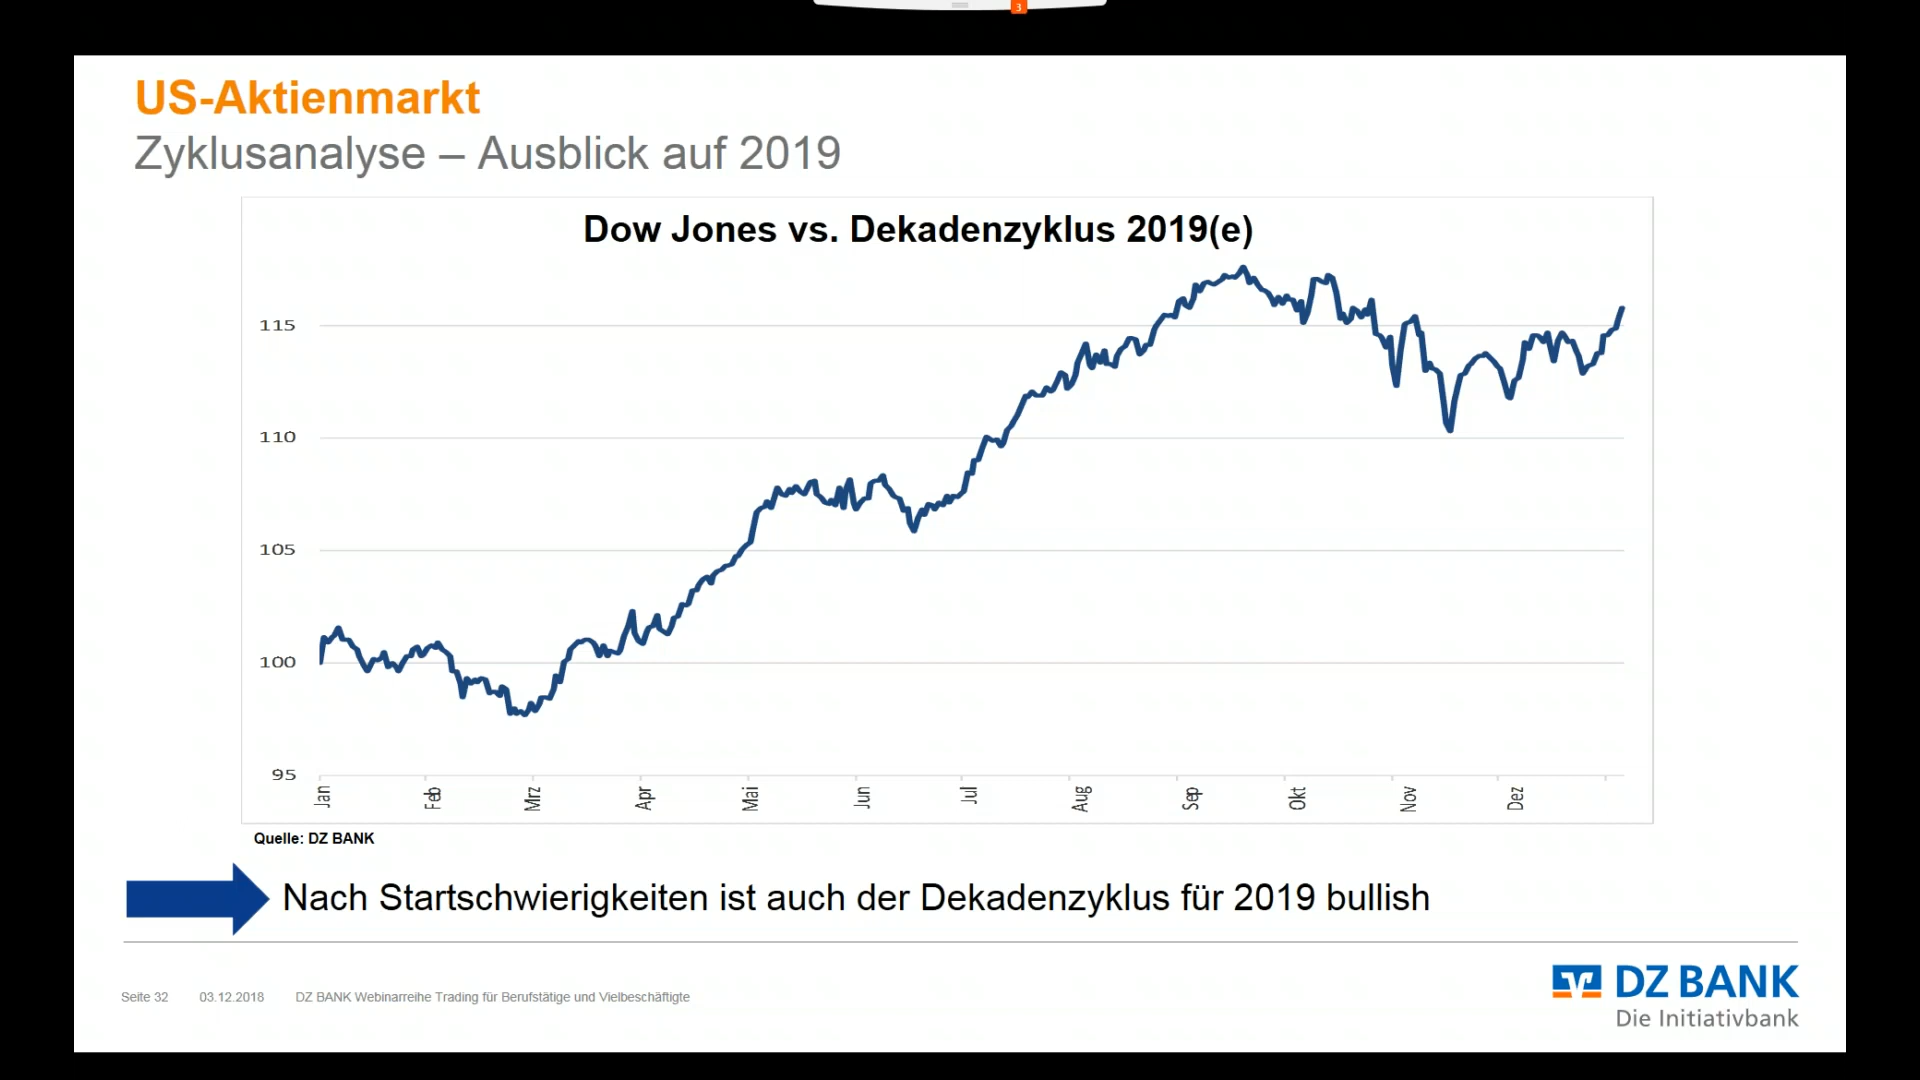 3
US-Aktienmarkt
Zyklusanalyse – Ausblick auf 2019
Dow Jones vs. Dekadenzyklus 2019(e)
115
110
105
100
95
Jan Feb Mrz Apr Mai Jun Jul Aug Sep Okt Nov Dez
Quelle: DZ BANK
Nach Startschwierigkeiten ist auch der Dekadenzyklus für 2019 bullish
Seite 32 03.12.2018 DZ BANK Webinarreihe Trading für Berufstätige und Vielbeschäftigte
DZ BANK
Die Initiativbank